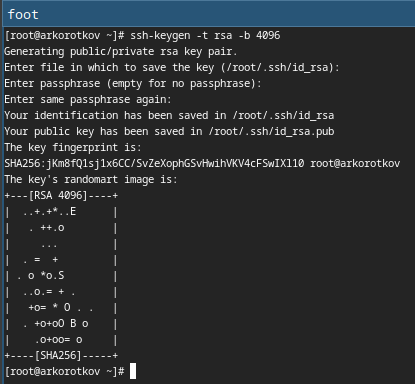 foot
[root@arkorotkov ~]# ssh-keygen -t rsa -b 4096
Generating public/private rsa key pair.
Enter file in which to save the key (/root/.ssh/id_rsa):
Enter passphrase (empty for no passphrase):
Enter same passphrase again:
Your identification has been saved in /root/.ssh/id_rsa
Your public key has been saved in /root/.ssh/id_rsa.pub
The key fingerprint is:
SHA256:jKm8fQ1sj1x6CC/SvZeXophGSvHwihVKV4cFSwIX110 root@arkorotkov
The key's randomart image is:
+---[RSA 4096]----+
|  ..+.+*..E      |
|   . ++.o        |
|     ...         |
|  . =  +         |
| . o *o.S        |
|  ..o.= + .      |
|   +o= * O . .   |
|  . +o+oO B o    |
|    .o+oo= o     |
+----[SHA256]-----+
[root@arkorotkov ~]#